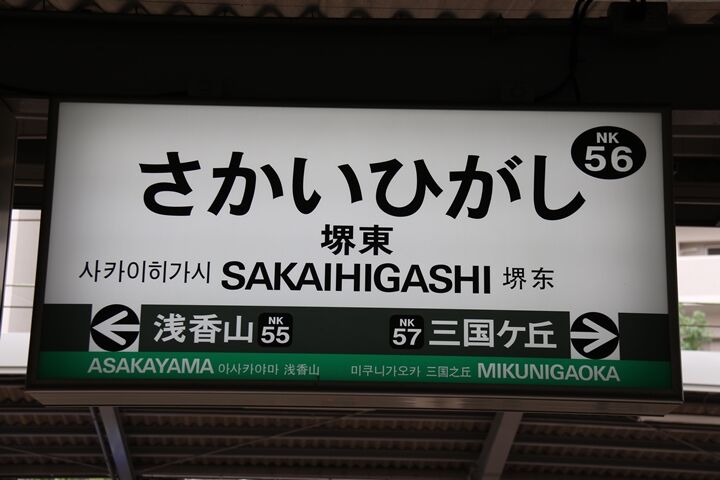 NK
56
さかいひがし
堺東
사카이히가시 SAKAIHIGASHI 堺东
浅香山 NK 55 NK 57 三国ケ丘
ASAKAYAMA 아사카야마 浅香山 미쿠니가오카 三国之丘 MIKUNIGAOKA